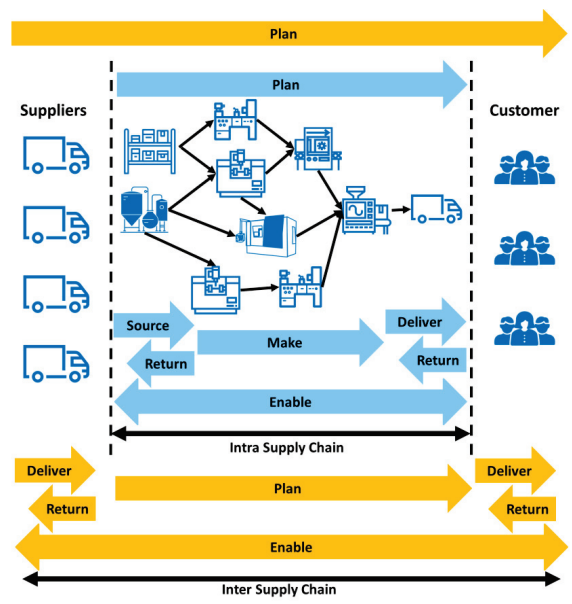 Plan
Plan
Suppliers
Customer
Source
Deliver
Make
Return
Return
Enable
Intra Supply Chain
Deliver
Deliver
Plan
Return
Return
Enable
Inter Supply Chain